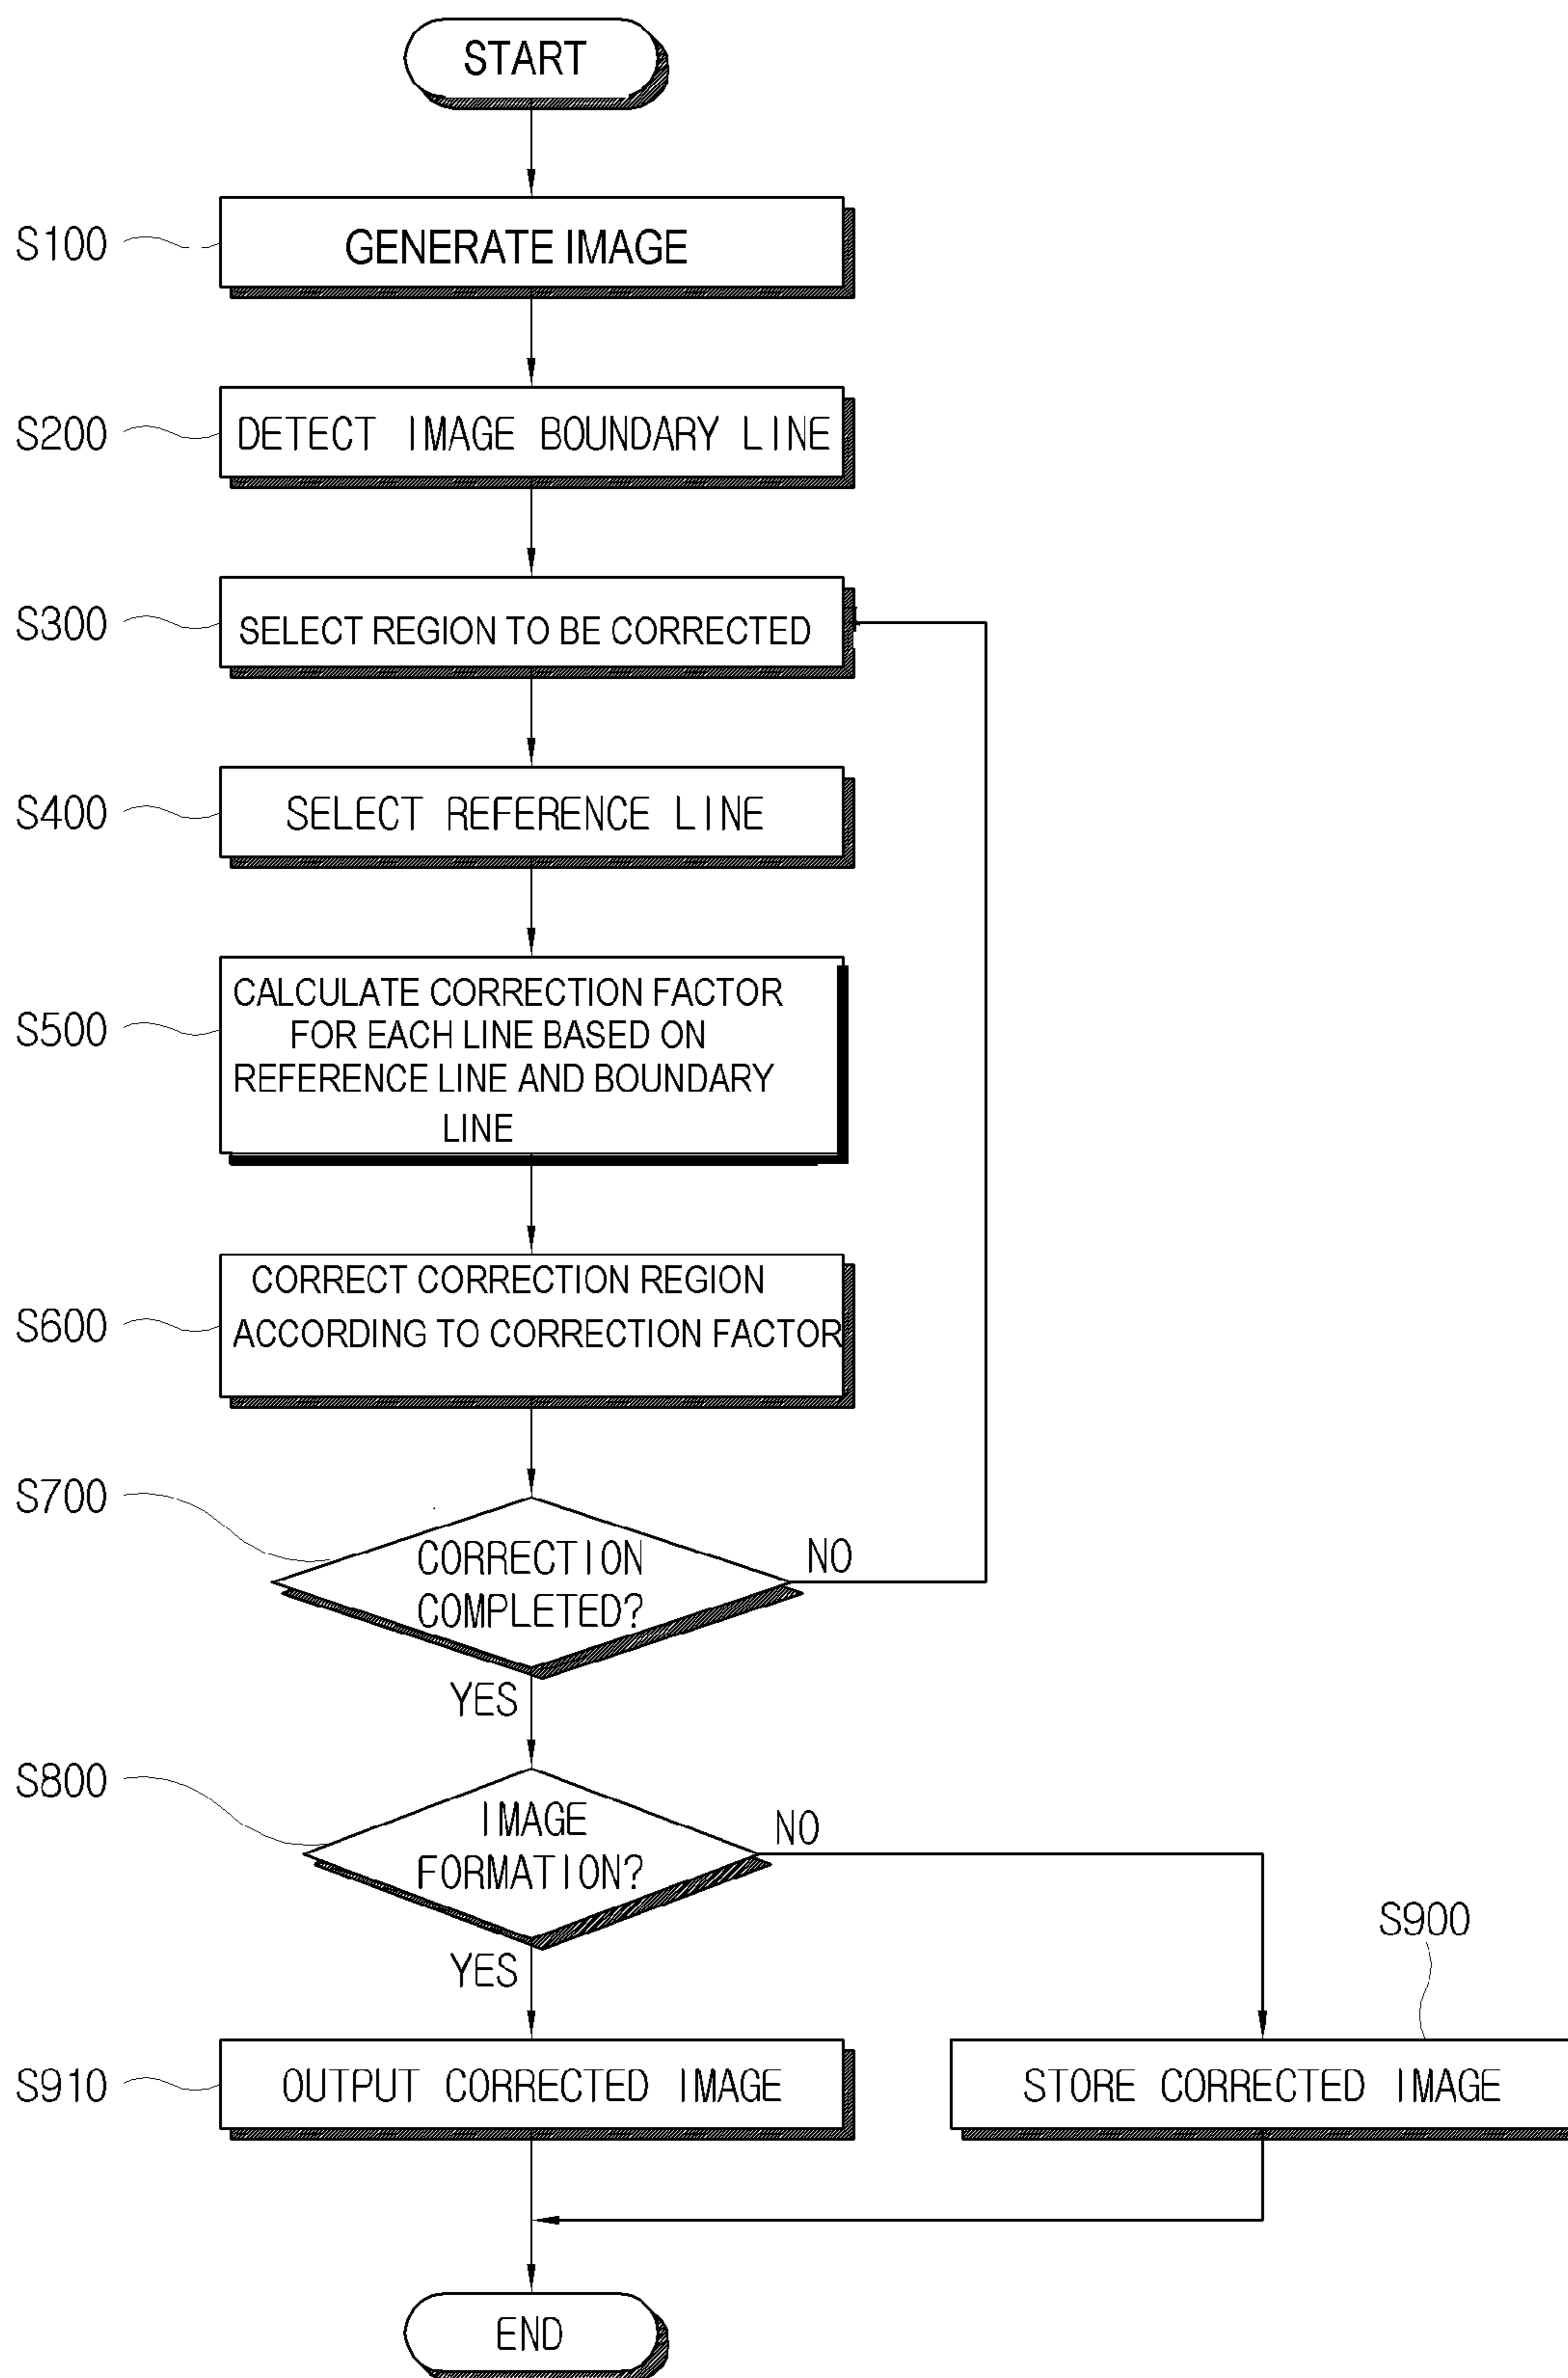 START
S100
GENERATE IMAGE
S200
DETECT IMAGE BOUNDARY LINE
S300
SELECT REGION TO BE CORRECTED
S400
SELECT REFERENCE LINE
S500
CALCULATE CORRECTION FACTOR
FOR EACH LINE BASED ON
REFERENCE LINE AND BOUNDARY
LINE
S600
CORRECT CORRECTION REGION
ACCORDING TO CORRECTION FACTOR
S700
CORRECTION
COMPLETED?
NO
YES
S800
IMAGE
FORMATION?
NO
YES
S900
S910
OUTPUT CORRECTED IMAGE
STORE CORRECTED IMAGE
END